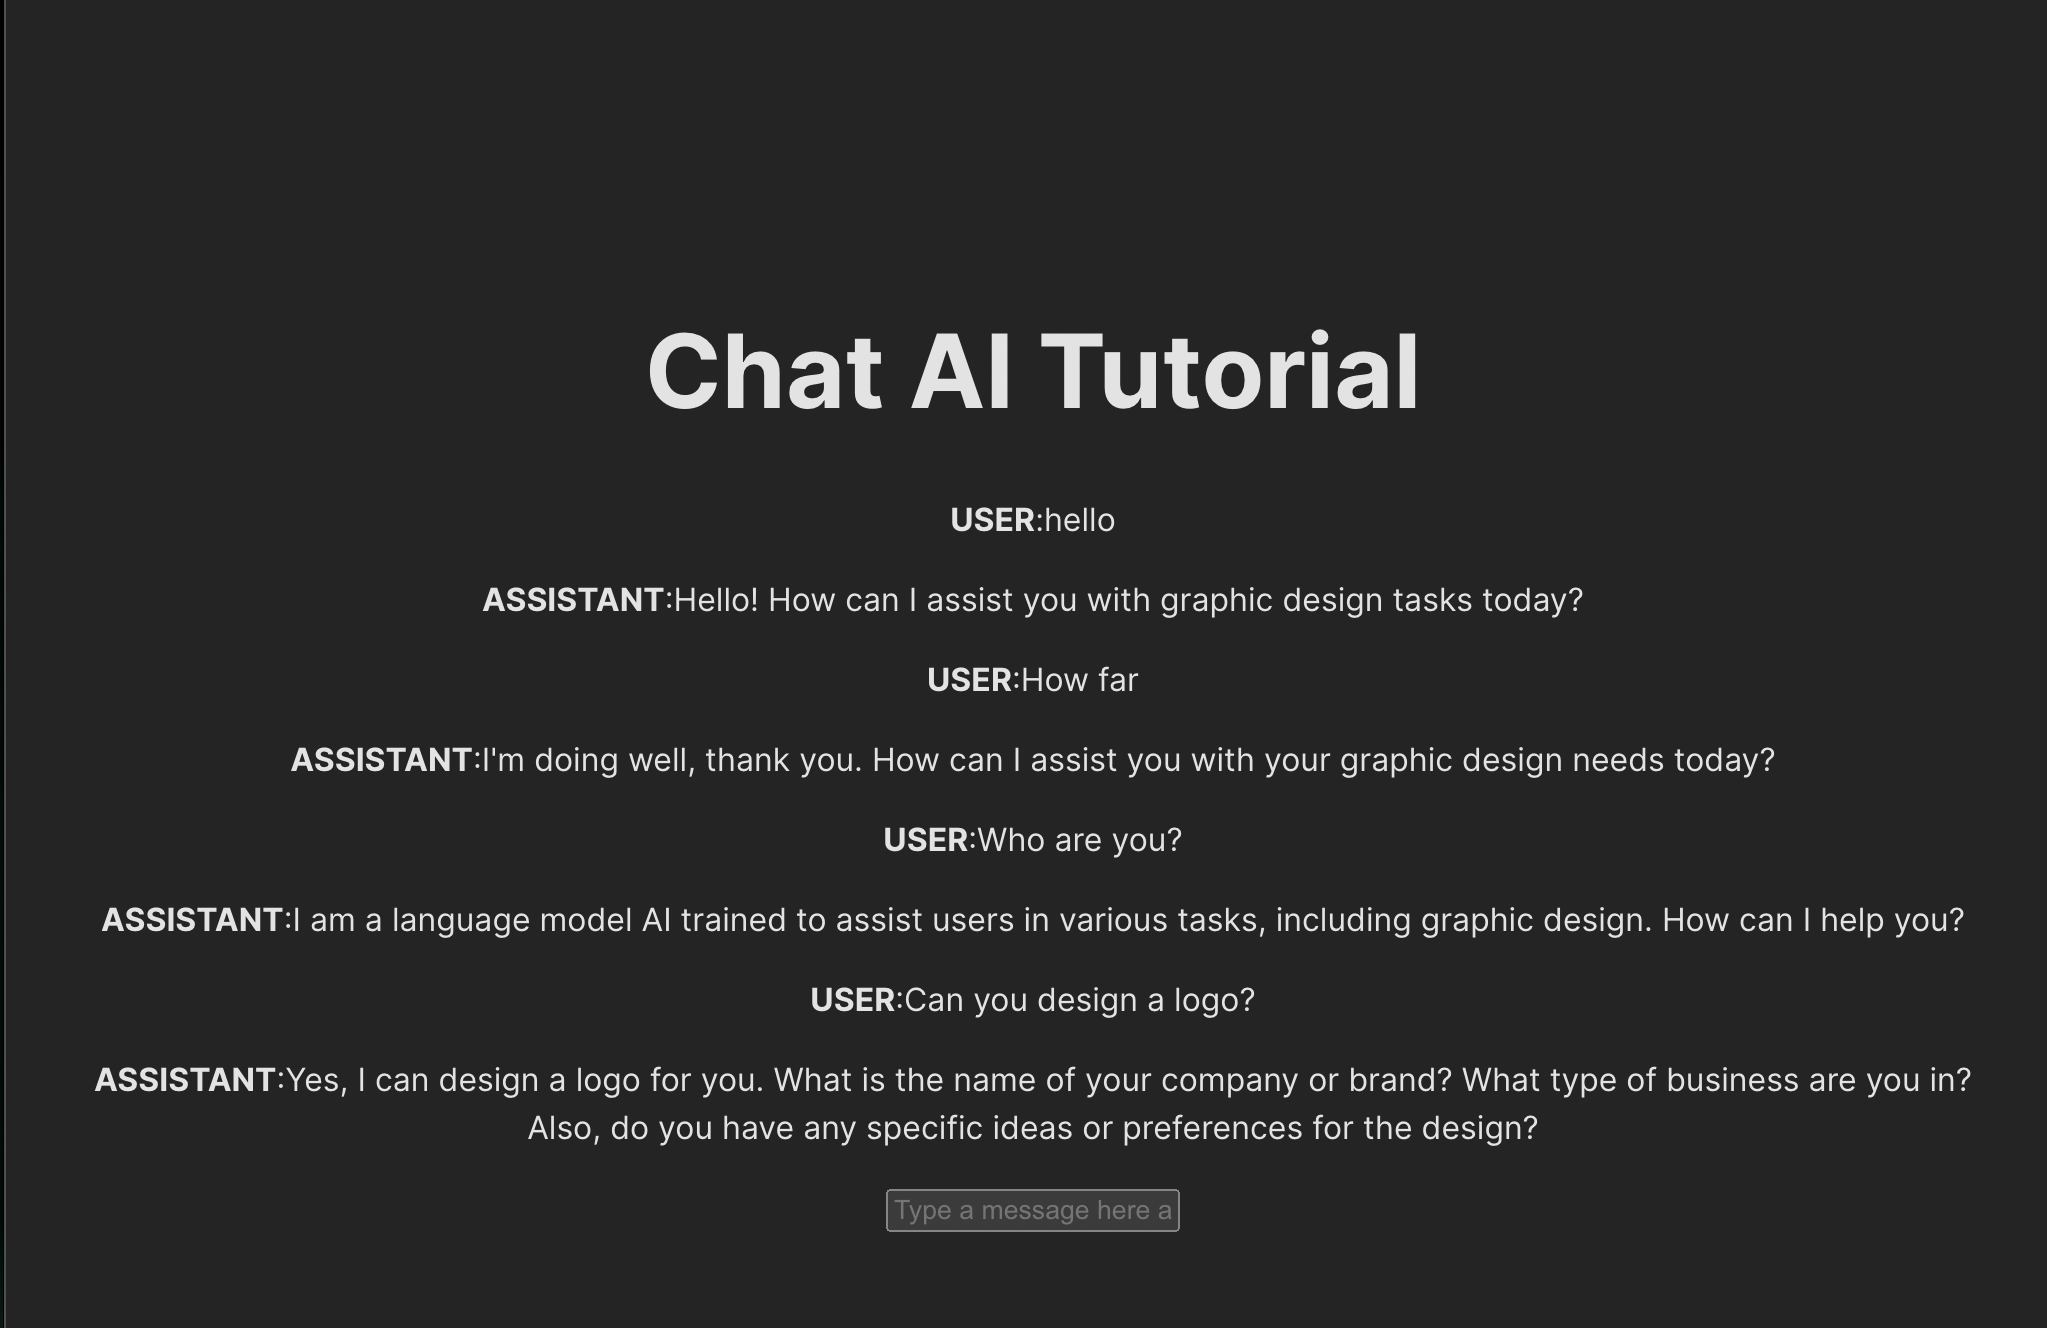 Chat AI Tutorial
USER:hello
ASSISTANT:Hello! How can I assist you with graphic design tasks today?
USER:How far
ASSISTANT:I'm doing well, thank you. How can I assist you with your graphic design needs today?
USER:Who are you?
ASSISTANT:I am a language model AI trained to assist users in various tasks, including graphic design. How can I help you?
USER:Can you design a logo?
ASSISTANT:Yes, I can design a logo for you. What is the name of your company or brand? What type of business are you in?
Also, do you have any specific ideas or preferences for the design?
Type a message here a